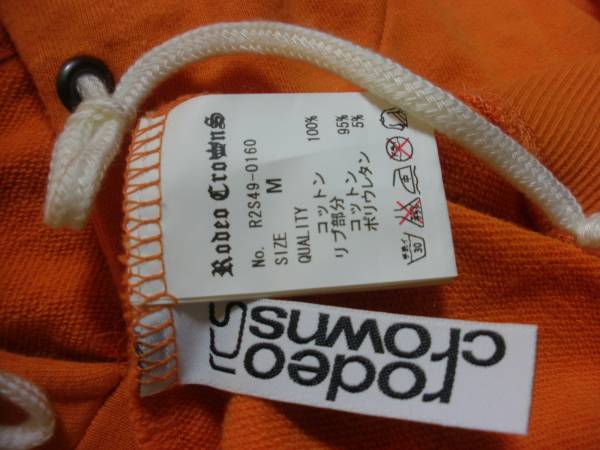 Rodeo CrownS
No. R2S49-0160
SIZE M
QUALITY
コットン 100%
リブ部分
コットン 95%
ポリウレタン 5%
30
rodeo
crowns